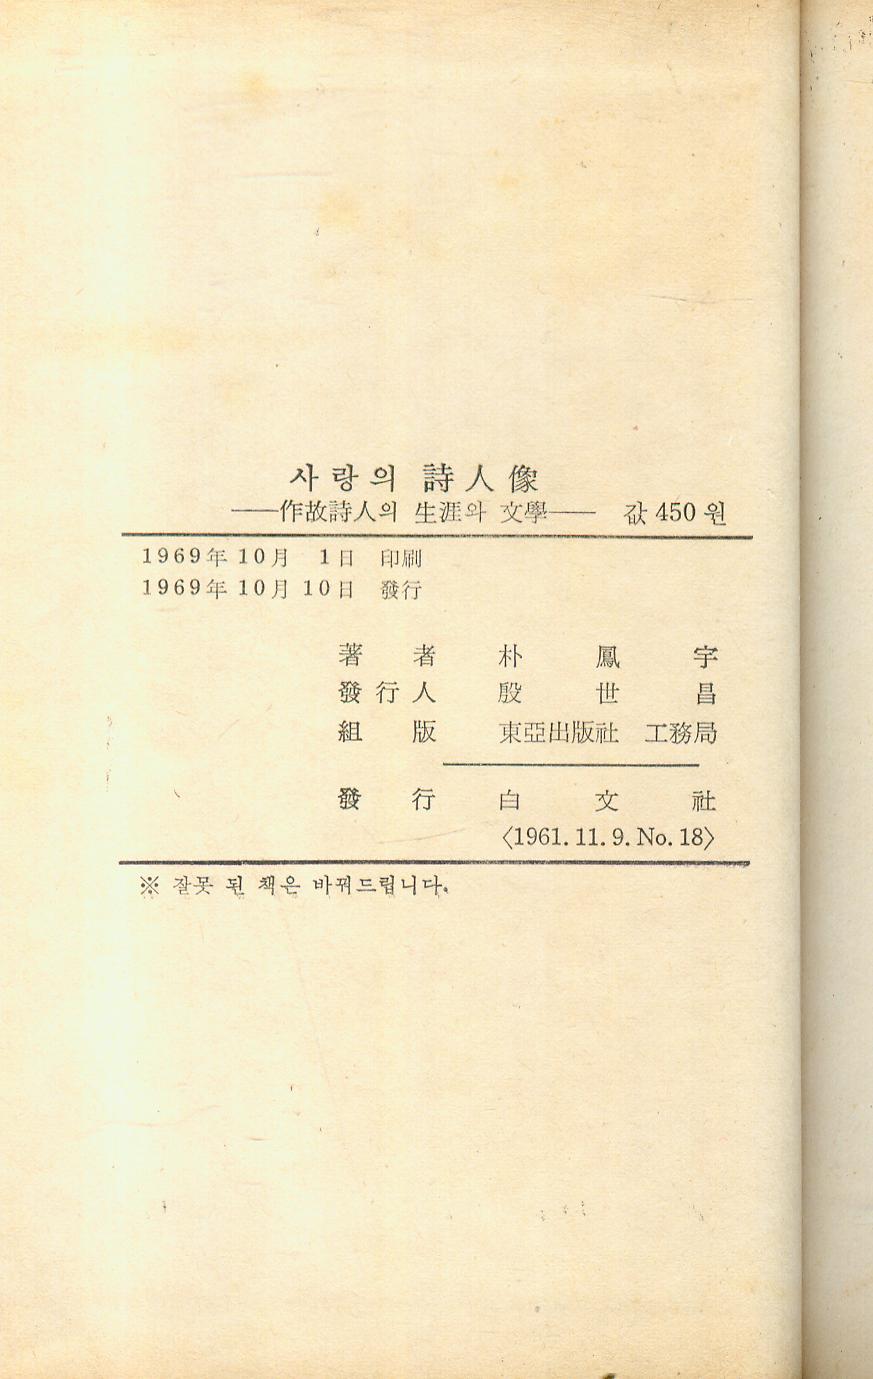 사랑의 詩人像
——作故詩人의 生涯와 文學—— 값 450 원
1969年 10月 1日 印刷
1969年 10月 10日 發行
著者 朴鳳宇
發行人 殷世昌
組版 東亞出版社 工務局
發行 白文社
〈1961. 11. 9. No. 18〉
※ 잘못 된 책은 바꿔드립니다.